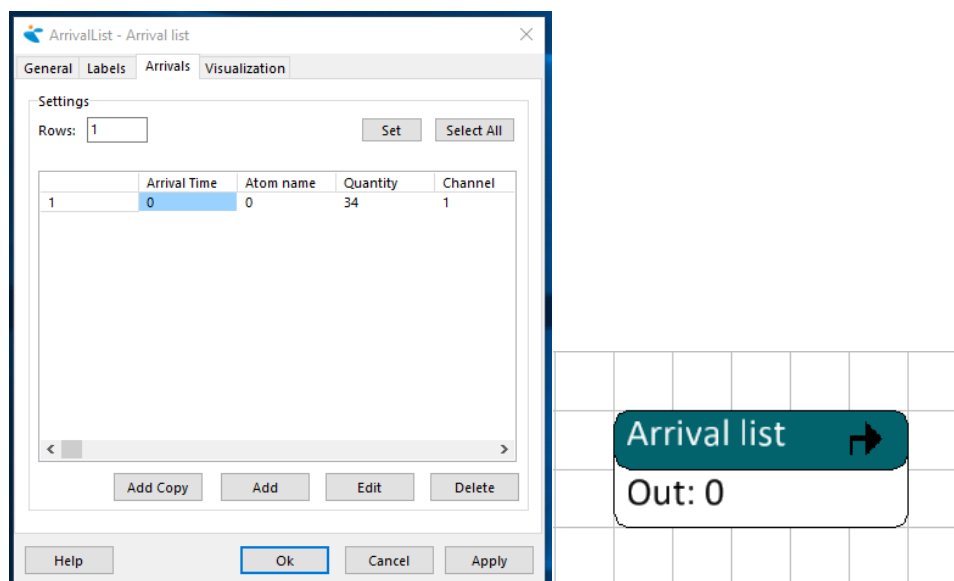 ArrivalList - Arrival list
General Labels Arrivals Visualization
Settings
Rows: 1 Set Select All
Arrival Time Atom name Quantity Channel
1 0 0 34 1
Add Copy Add Edit Delete
Help Ok Cancel Apply
Arrival list
Out: 0